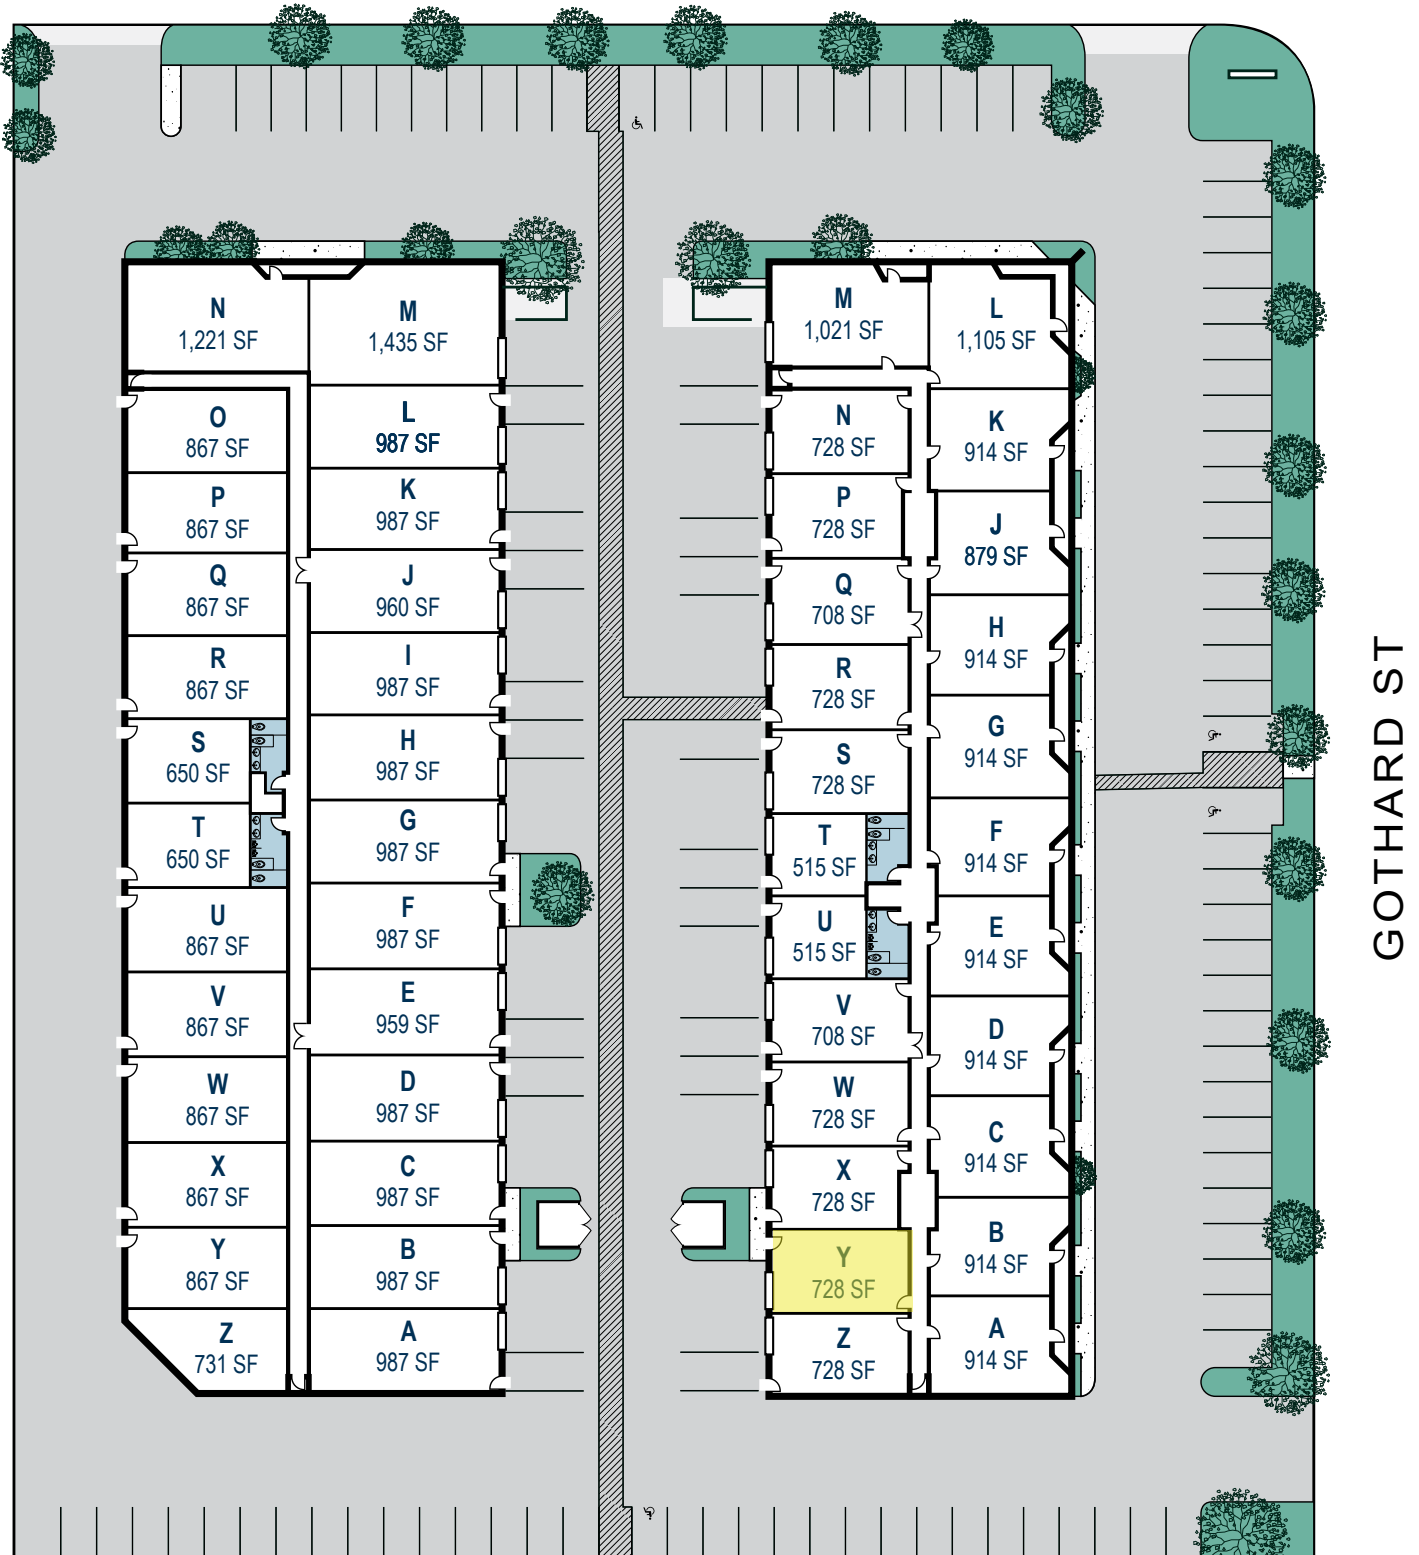 N
1,221 SF
M
1,435 SF
O
867 SF
L
987 SF
P
867 SF
K
987 SF
Q
867 SF
J
960 SF
R
867 SF
I
987 SF
S
650 SF
H
987 SF
T
650 SF
G
987 SF
U
867 SF
F
987 SF
V
867 SF
E
959 SF
W
867 SF
D
987 SF
X
867 SF
C
987 SF
Y
867 SF
B
987 SF
Z
731 SF
A
987 SF
M
1,021 SF
L
1,105 SF
N
728 SF
K
914 SF
P
728 SF
J
879 SF
Q
708 SF
H
914 SF
R
728 SF
G
914 SF
S
728 SF
F
914 SF
T
515 SF
E
914 SF
U
515 SF
D
914 SF
V
708 SF
C
914 SF
W
728 SF
B
914 SF
X
728 SF
A
914 SF
Y
728 SF
Z
728 SF
GOTHARD ST